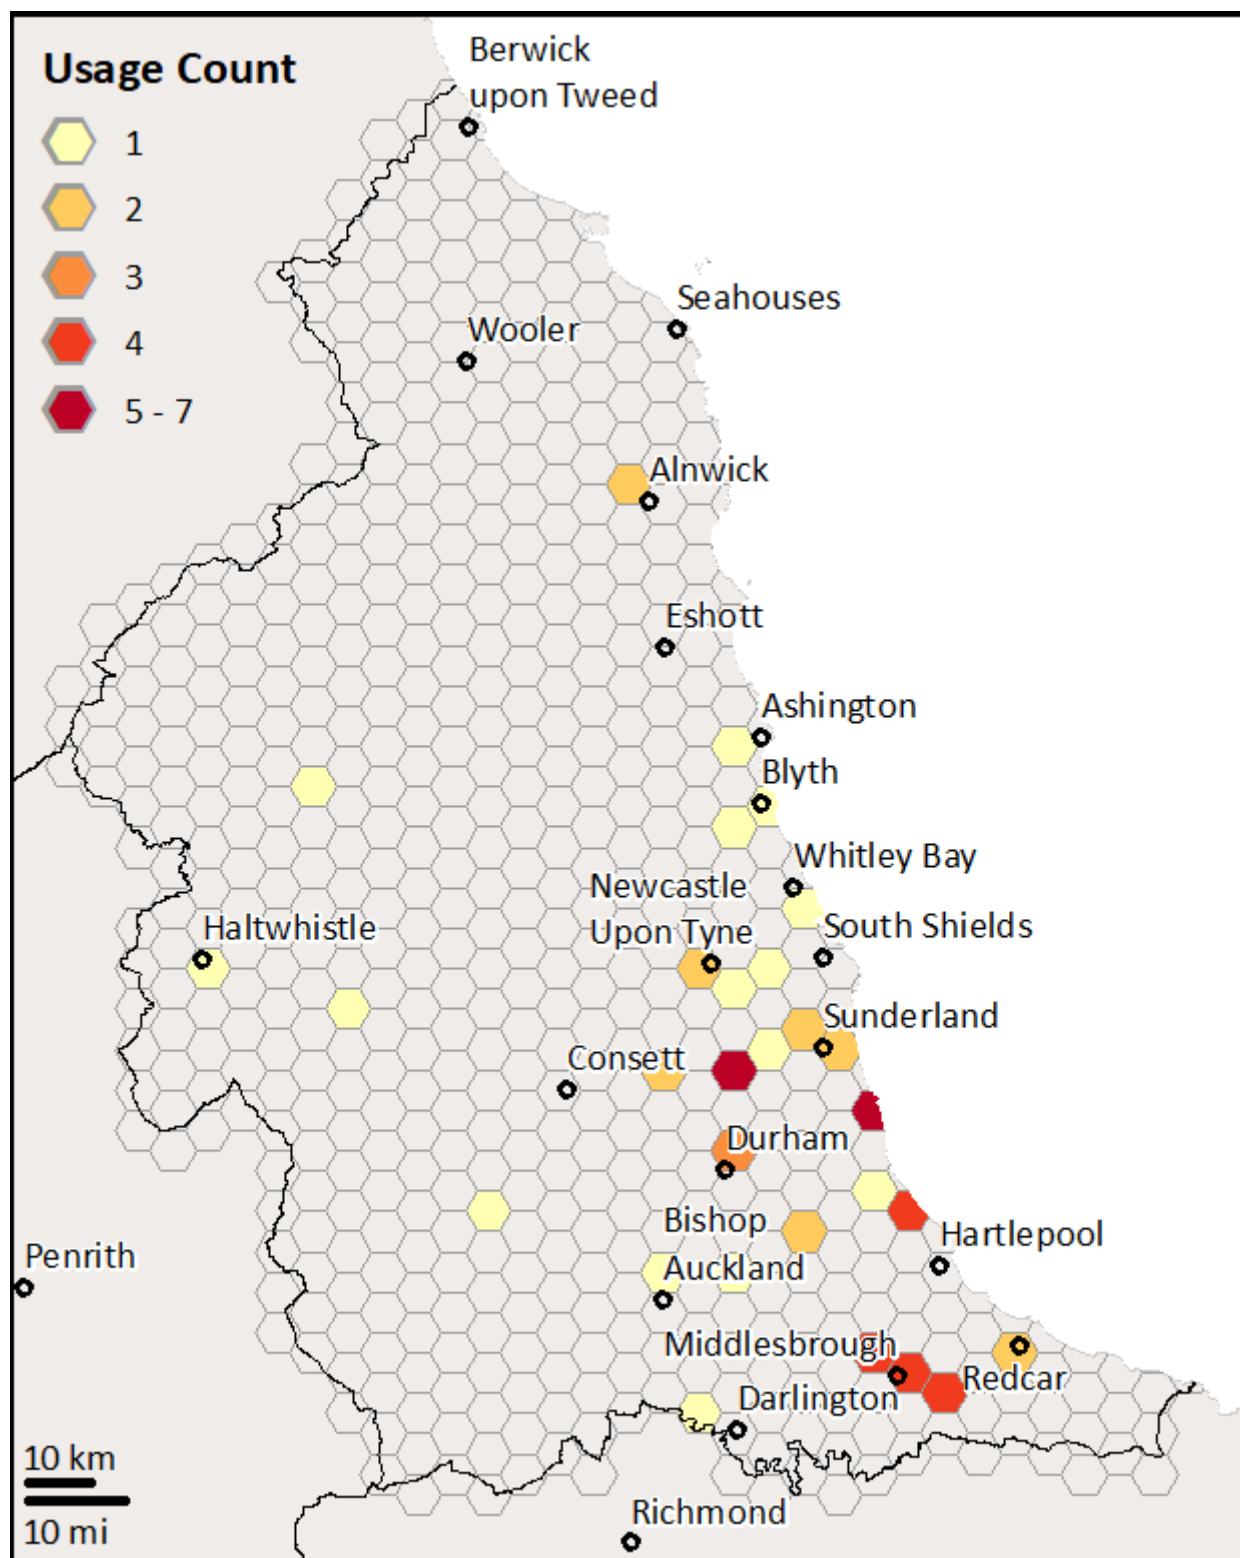 Usage Count
1
2
3
4
5 - 7
Berwick
upon Tweed
Seahouses
Wooler
Alnwick
Eshott
Ashington
Blyth
Whitley Bay
Newcastle
Upon Tyne
South Shields
Haltwhistle
Sunderland
Consett
Durham
Bishop
Auckland
Hartlepool
Penrith
Middlesbrough
Redcar
Darlington
10 km
10 mi
Richmond